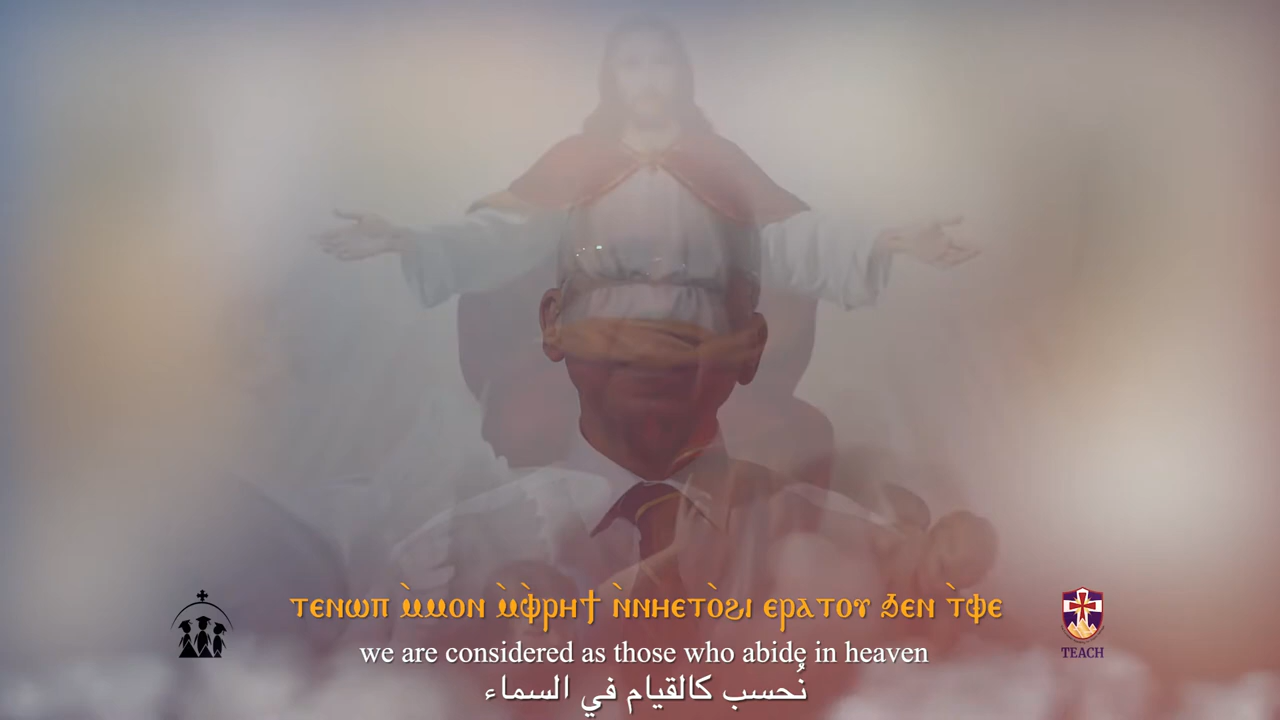 ⲧⲉⲛⲱⲡ ⲙ̀ⲙⲟⲛ ⲙ̀ⲫ̀ⲣⲏϯ ⲛ̀ⲛⲏⲉⲧⲟ̀ϩⲓ ⲉⲣⲁⲧⲟⲩ ϧⲉⲛ ⲧ̀ⲫⲉ
we are considered as those who abide in heaven
نُحسب كالقيام في السماء
TEACH